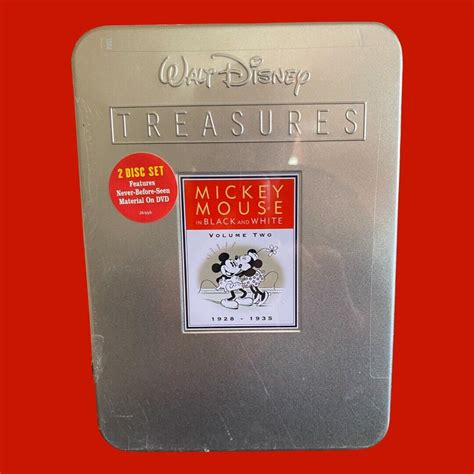 WALT DISNEY
TREASURES
2 DISC SET
Features
Never-Before-Seen
Material On DVD
MICKEY
MOUSE
IN BLACK AND WHITE
VOLUME TWO
1928 - 1935